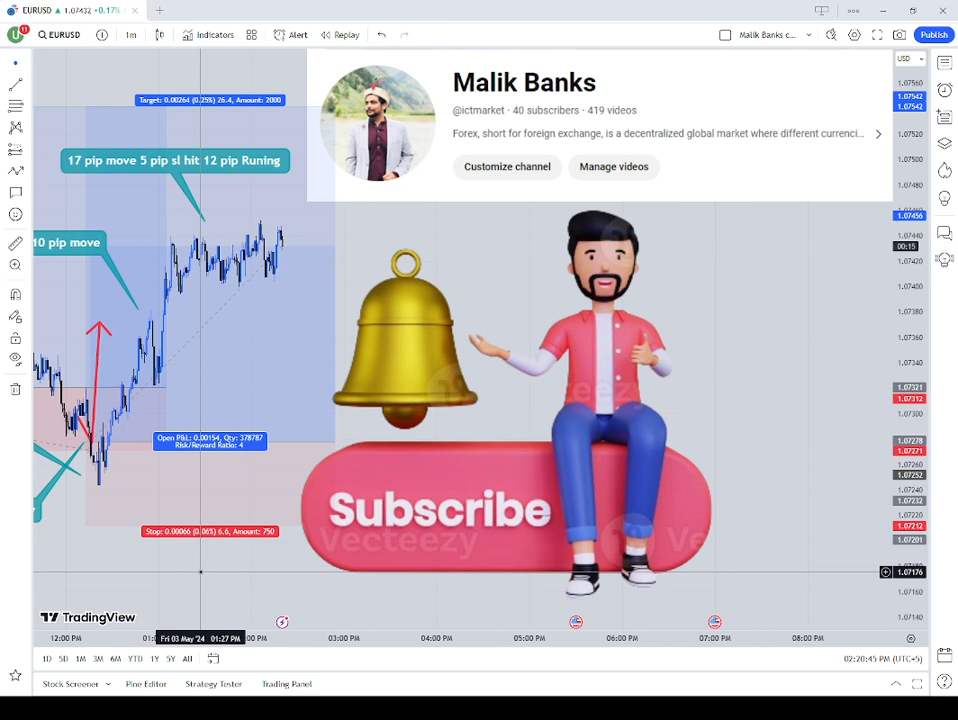 EURUSD ▲ 1.07432 +0.17%
U 11 EURUSD 1m Indicators Alert Replay Malik Banks c... Publish
USD
Malik Banks
@ictmarket · 40 subscribers · 419 videos
Forex, short for foreign exchange, is a decentralized global market where different currenci...
Customize channel Manage videos
Target: 0.00264 (0.25%) 26.4, Amount: 2000
17 pip move 5 pip sl hit 12 pip Runing
10 pip move
Open P&L: 0.00154, Qty: 378787
Risk/Reward Ratio: 4
Stop: 0.00066 (0.06%) 6.6, Amount: 750
Subscribe
Vecteezy
1.07560
1.07542
1.07542
1.07520
1.07500
1.07480
1.07456
1.07440
00:15
1.07420
1.07400
1.07380
1.07360
1.07340
1.07321
1.07312
1.07300
1.07278
1.07271
1.07260
1.07252
1.07240
1.07232
1.07220
1.07212
1.07201
1.07176
1.07160
1.07140
TradingView
12:00 PM Fri 03 May '24 01:27 PM 03:00 PM 04:00 PM 05:00 PM 06:00 PM 07:00 PM 08:00 PM
1D 5D 1M 3M 6M YTD 1Y 5Y All 02:20:45 PM (UTC+5)
Stock Screener Pine Editor Strategy Tester Trading Panel